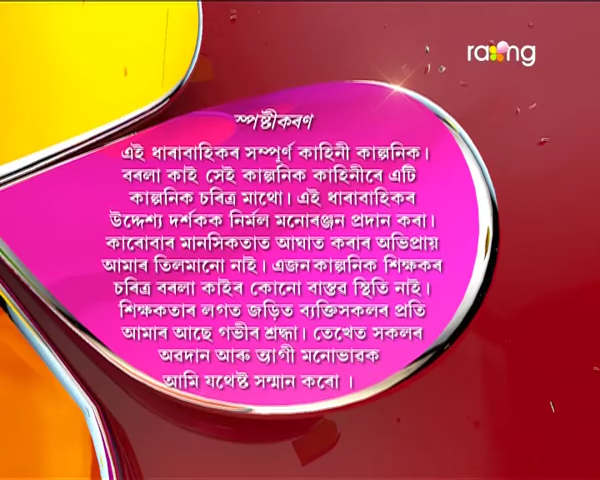 rang
স্পষ্টীকৰণ
এই ধাৰাবাহিকৰ সম্পূৰ্ণ কাহিনী কাল্পনিক।
বৰলা কাই সেই কাল্পনিক কাহিনীৰে এটি
কাল্পনিক চৰিত্ৰ মাথো। এই ধাৰাবাহিকৰ
উদ্দেশ্য দৰ্শকক নিৰ্মল মনোৰঞ্জন প্ৰদান কৰা।
কাৰোবাৰ মানসিকতাত আঘাত কৰাৰ অভিপ্ৰায়
আমাৰ তিলমানো নাই। এজন কাল্পনিক শিক্ষকৰ
চৰিত্ৰ বৰলা কাইৰ কোনো বাস্তৱ স্থিতি নাই।
শিক্ষকতাৰ লগত জড়িত ব্যক্তিসকলৰ প্ৰতি
আমাৰ আছে গভীৰ শ্ৰদ্ধা। তেখেত সকলৰ
অৱদান আৰু ত্যাগী মনোভাৱক
আমি যথেষ্ট সন্মান কৰো ।